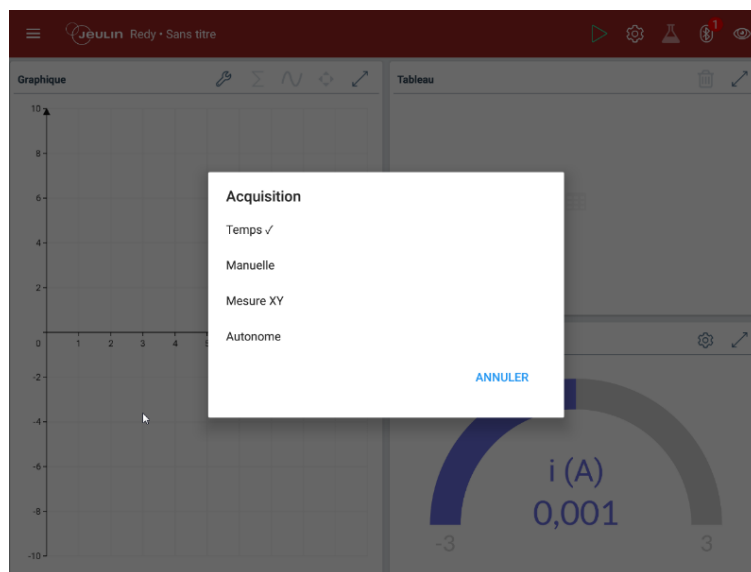 Jeulin Redy • Sans titre
1
Graphique
Tableau
10
8
6
4
2
0
1 2 3 4
-2
-4
-6
-8
-10
Acquisition
Temps ✓
Manuelle
Mesure XY
Autonome
ANNULER
i (A)
0,001
-3 3